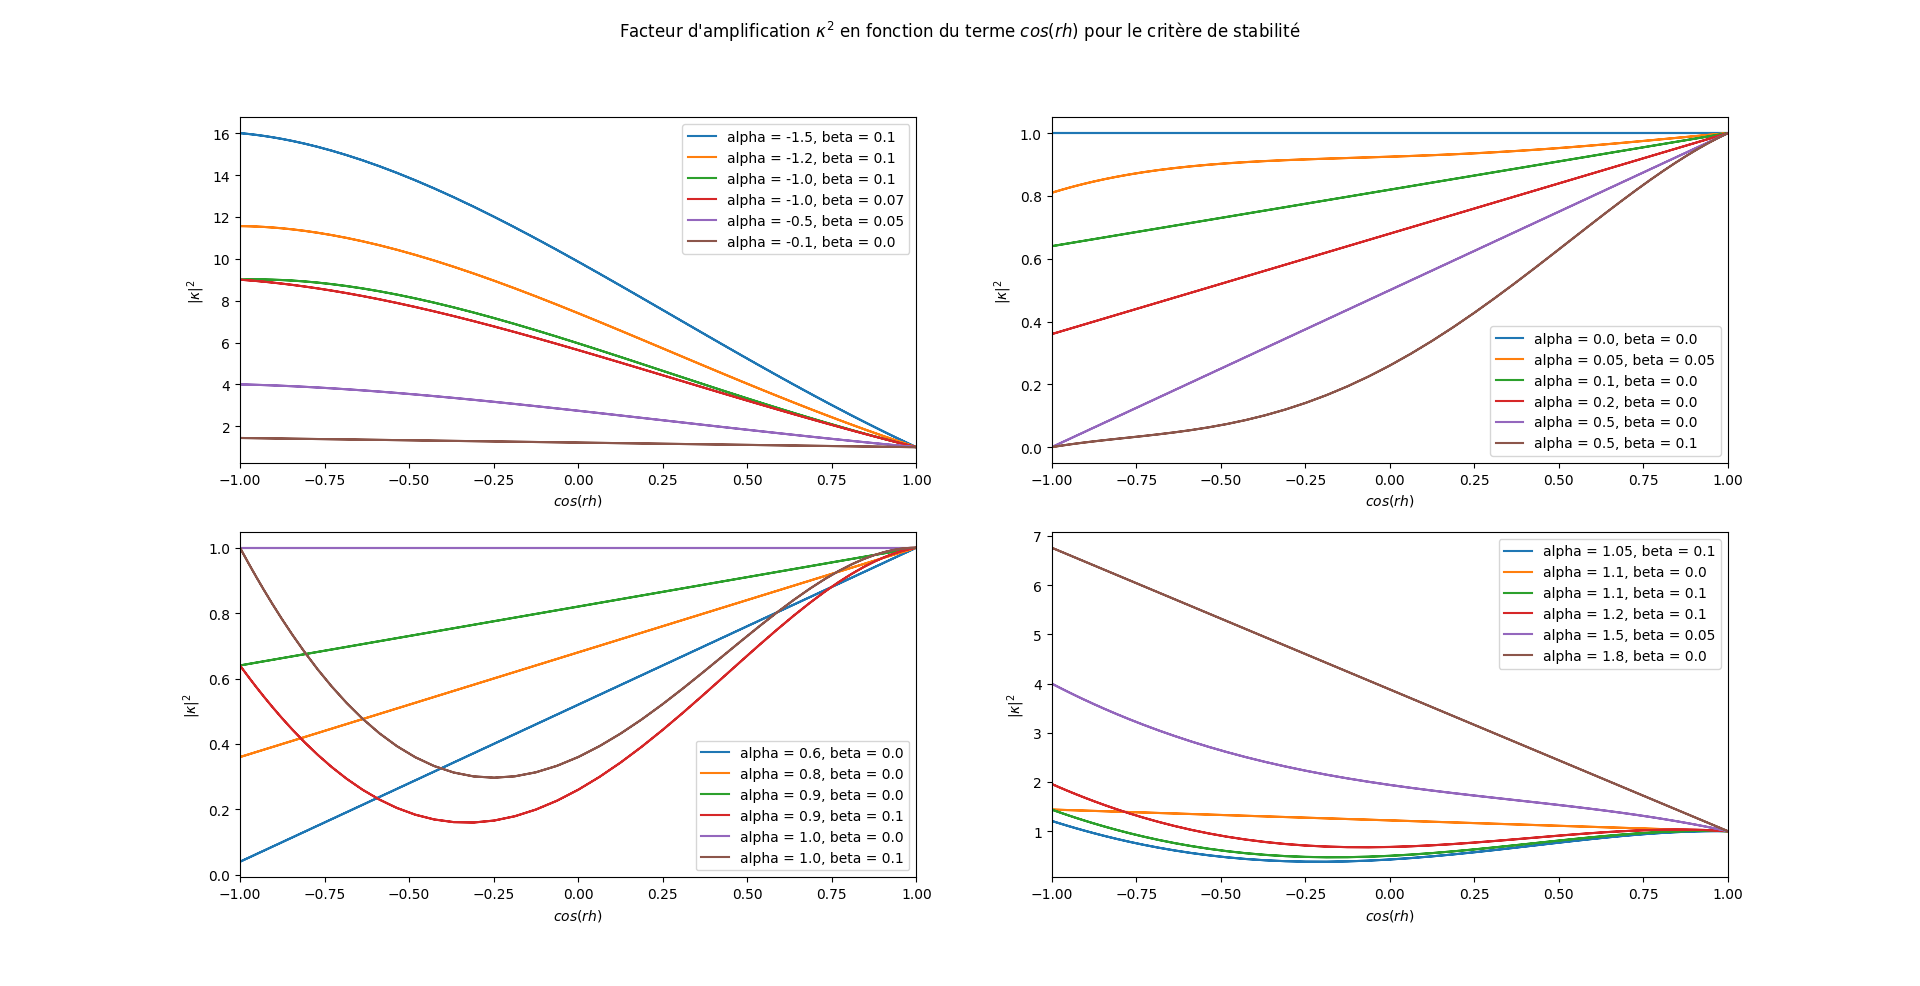 Facteur d'amplification κ² en fonction du terme cos(rh) pour le critère de stabilité
16
14
12
10
8
6
4
2
|κ|²
−1.00 −0.75 −0.50 −0.25 0.00 0.25 0.50 0.75 1.00
cos(rh)
alpha = -1.5, beta = 0.1
alpha = -1.2, beta = 0.1
alpha = -1.0, beta = 0.1
alpha = -1.0, beta = 0.07
alpha = -0.5, beta = 0.05
alpha = -0.1, beta = 0.0
1.0
0.8
0.6
0.4
0.2
0.0
|κ|²
−1.00 −0.75 −0.50 −0.25 0.00 0.25 0.50 0.75 1.00
cos(rh)
alpha = 0.0, beta = 0.0
alpha = 0.05, beta = 0.05
alpha = 0.1, beta = 0.0
alpha = 0.2, beta = 0.0
alpha = 0.5, beta = 0.0
alpha = 0.5, beta = 0.1
1.0
0.8
0.6
0.4
0.2
0.0
|κ|²
−1.00 −0.75 −0.50 −0.25 0.00 0.25 0.50 0.75 1.00
cos(rh)
alpha = 0.6, beta = 0.0
alpha = 0.8, beta = 0.0
alpha = 0.9, beta = 0.0
alpha = 0.9, beta = 0.1
alpha = 1.0, beta = 0.0
alpha = 1.0, beta = 0.1
7
6
5
4
3
2
1
|κ|²
−1.00 −0.75 −0.50 −0.25 0.00 0.25 0.50 0.75 1.00
cos(rh)
alpha = 1.05, beta = 0.1
alpha = 1.1, beta = 0.0
alpha = 1.1, beta = 0.1
alpha = 1.2, beta = 0.1
alpha = 1.5, beta = 0.05
alpha = 1.8, beta = 0.0